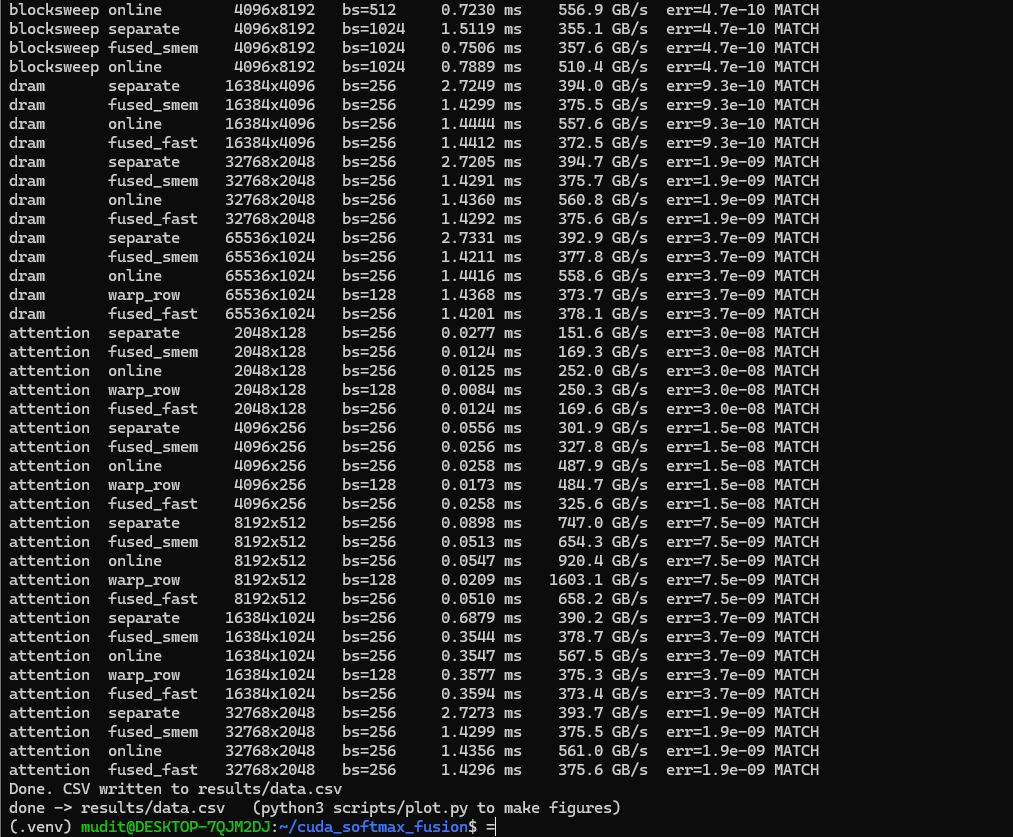 blocksweep online 4096x8192 bs=512 0.7230 ms 556.9 GB/s err=4.7e-10 MATCH
blocksweep separate 4096x8192 bs=1024 1.5119 ms 355.1 GB/s err=4.7e-10 MATCH
blocksweep fused_smem 4096x8192 bs=1024 0.7506 ms 357.6 GB/s err=4.7e-10 MATCH
blocksweep online 4096x8192 bs=1024 0.7889 ms 510.4 GB/s err=4.7e-10 MATCH
dram separate 16384x4096 bs=256 2.7249 ms 394.0 GB/s err=9.3e-10 MATCH
dram fused_smem 16384x4096 bs=256 1.4299 ms 375.5 GB/s err=9.3e-10 MATCH
dram online 16384x4096 bs=256 1.4444 ms 557.6 GB/s err=9.3e-10 MATCH
dram fused_fast 16384x4096 bs=256 1.4412 ms 372.5 GB/s err=9.3e-10 MATCH
dram separate 32768x2048 bs=256 2.7205 ms 394.7 GB/s err=1.9e-09 MATCH
dram fused_smem 32768x2048 bs=256 1.4291 ms 375.7 GB/s err=1.9e-09 MATCH
dram online 32768x2048 bs=256 1.4360 ms 560.8 GB/s err=1.9e-09 MATCH
dram fused_fast 32768x2048 bs=256 1.4292 ms 375.6 GB/s err=1.9e-09 MATCH
dram separate 65536x1024 bs=256 2.7331 ms 392.9 GB/s err=3.7e-09 MATCH
dram fused_smem 65536x1024 bs=256 1.4211 ms 377.8 GB/s err=3.7e-09 MATCH
dram online 65536x1024 bs=256 1.4416 ms 558.6 GB/s err=3.7e-09 MATCH
dram warp_row 65536x1024 bs=128 1.4368 ms 373.7 GB/s err=3.7e-09 MATCH
dram fused_fast 65536x1024 bs=256 1.4201 ms 378.1 GB/s err=3.7e-09 MATCH
attention separate 2048x128 bs=256 0.0277 ms 151.6 GB/s err=3.0e-08 MATCH
attention fused_smem 2048x128 bs=256 0.0124 ms 169.3 GB/s err=3.0e-08 MATCH
attention online 2048x128 bs=256 0.0125 ms 252.0 GB/s err=3.0e-08 MATCH
attention warp_row 2048x128 bs=128 0.0084 ms 250.3 GB/s err=3.0e-08 MATCH
attention fused_fast 2048x128 bs=256 0.0124 ms 169.6 GB/s err=3.0e-08 MATCH
attention separate 4096x256 bs=256 0.0556 ms 301.9 GB/s err=1.5e-08 MATCH
attention fused_smem 4096x256 bs=256 0.0256 ms 327.8 GB/s err=1.5e-08 MATCH
attention online 4096x256 bs=256 0.0258 ms 487.9 GB/s err=1.5e-08 MATCH
attention warp_row 4096x256 bs=128 0.0173 ms 484.7 GB/s err=1.5e-08 MATCH
attention fused_fast 4096x256 bs=256 0.0258 ms 325.6 GB/s err=1.5e-08 MATCH
attention separate 8192x512 bs=256 0.0898 ms 747.0 GB/s err=7.5e-09 MATCH
attention fused_smem 8192x512 bs=256 0.0513 ms 654.3 GB/s err=7.5e-09 MATCH
attention online 8192x512 bs=256 0.0547 ms 920.4 GB/s err=7.5e-09 MATCH
attention warp_row 8192x512 bs=128 0.0209 ms 1603.1 GB/s err=7.5e-09 MATCH
attention fused_fast 8192x512 bs=256 0.0510 ms 658.2 GB/s err=7.5e-09 MATCH
attention separate 16384x1024 bs=256 0.6879 ms 390.2 GB/s err=3.7e-09 MATCH
attention fused_smem 16384x1024 bs=256 0.3544 ms 378.7 GB/s err=3.7e-09 MATCH
attention online 16384x1024 bs=256 0.3547 ms 567.5 GB/s err=3.7e-09 MATCH
attention warp_row 16384x1024 bs=128 0.3577 ms 375.3 GB/s err=3.7e-09 MATCH
attention fused_fast 16384x1024 bs=256 0.3594 ms 373.4 GB/s err=3.7e-09 MATCH
attention separate 32768x2048 bs=256 2.7273 ms 393.7 GB/s err=1.9e-09 MATCH
attention fused_smem 32768x2048 bs=256 1.4299 ms 375.5 GB/s err=1.9e-09 MATCH
attention online 32768x2048 bs=256 1.4356 ms 561.0 GB/s err=1.9e-09 MATCH
attention fused_fast 32768x2048 bs=256 1.4296 ms 375.6 GB/s err=1.9e-09 MATCH
Done. CSV written to results/data.csv
done -> results/data.csv (python3 scripts/plot.py to make figures)
(.venv) mudit@DESKTOP-7QJM2DJ:~/cuda_softmax_fusion$ =